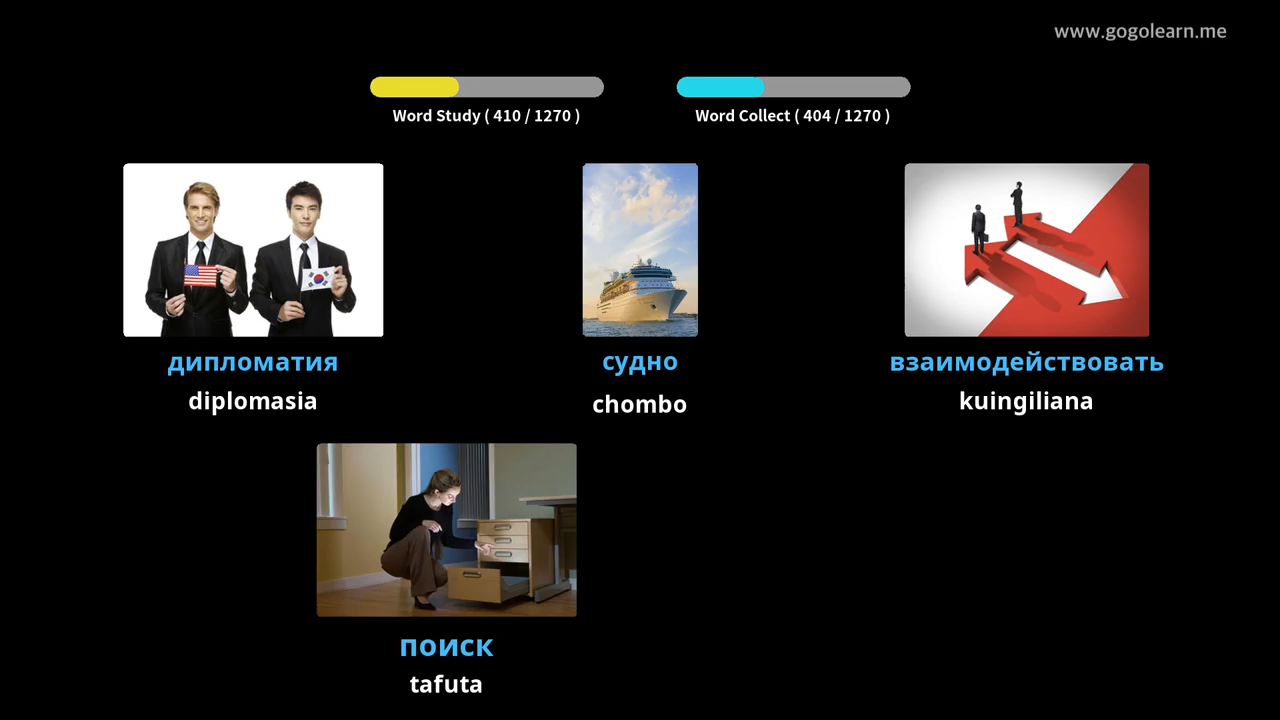 www.gogolearn.me
Word Study ( 410 / 1270 )
Word Collect ( 404 / 1270 )
дипломатия
diplomasia
судно
chombo
взаимодействовать
kuingiliana
поиск
tafuta